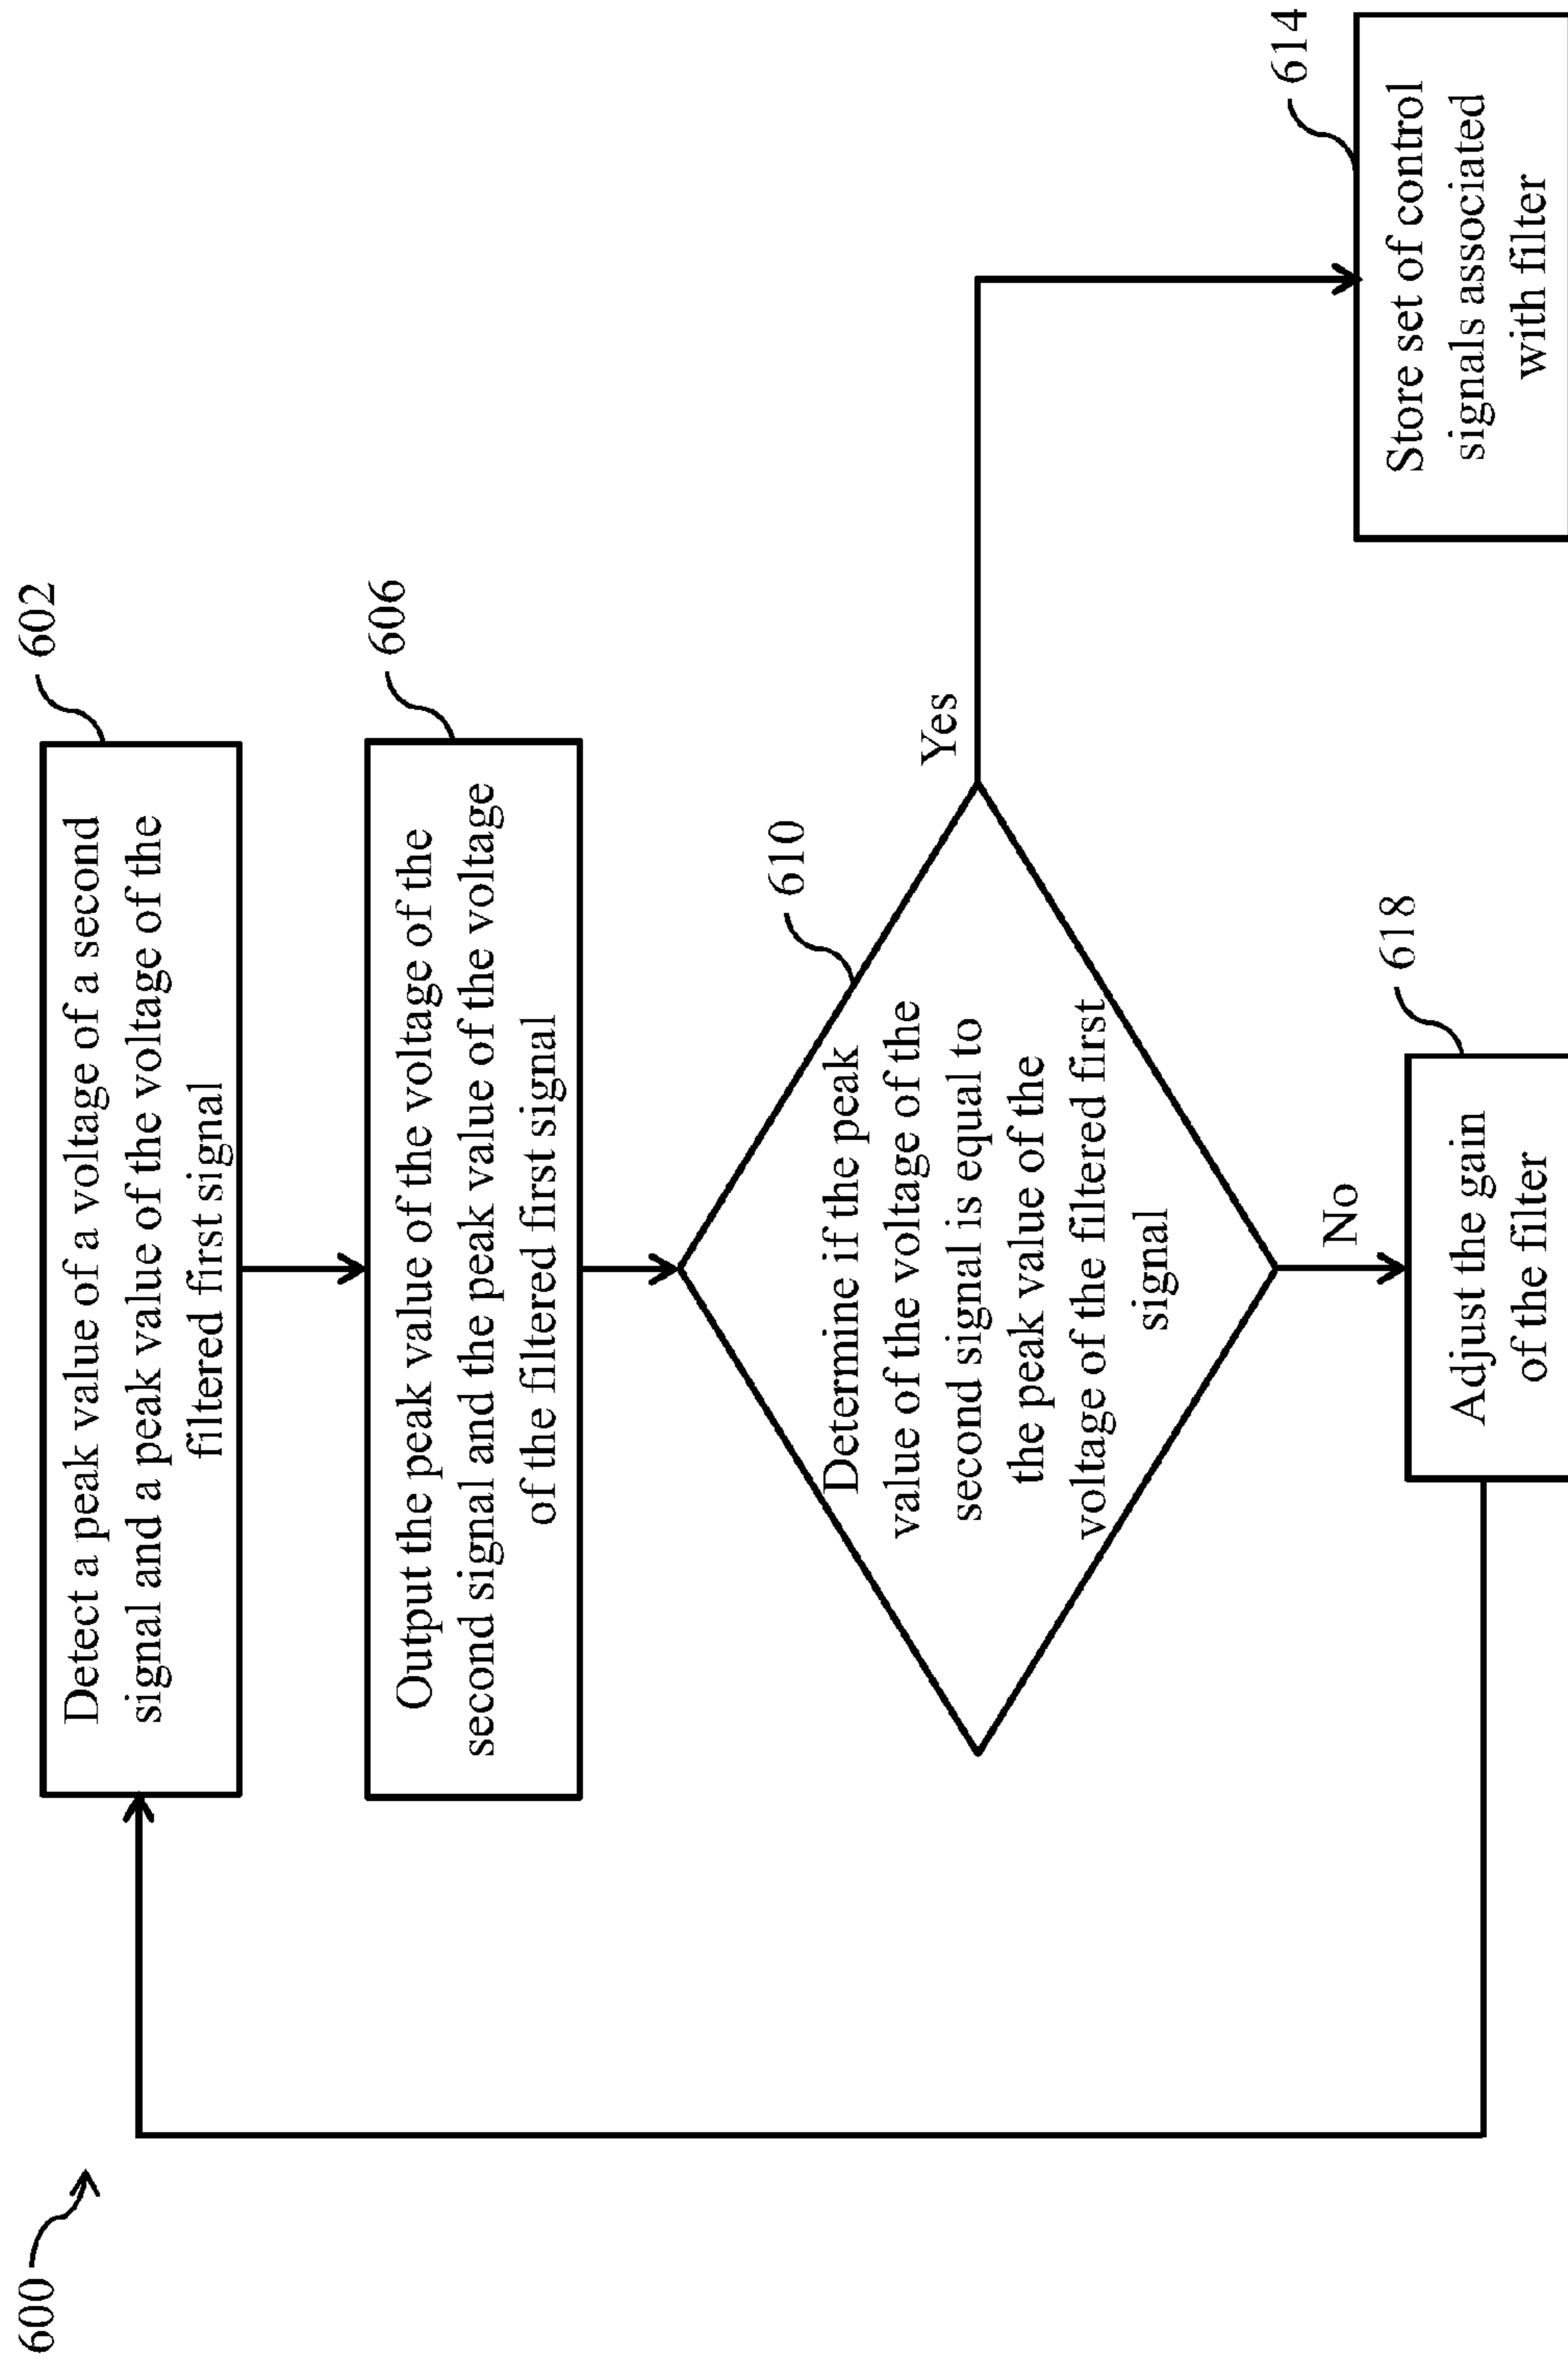 600
602
Detect a peak value of a voltage of a second
signal and a peak value of the voltage of the
filtered first signal
606
Output the peak value of the voltage of the
second signal and the peak value of the voltage
of the filtered first signal
610
Determine if the peak
value of the voltage of the
second signal is equal to
the peak value of the
voltage of the filtered first
signal
Yes
614
Store set of control
signals associated
with filter
No
618
Adjust the gain
of the filter